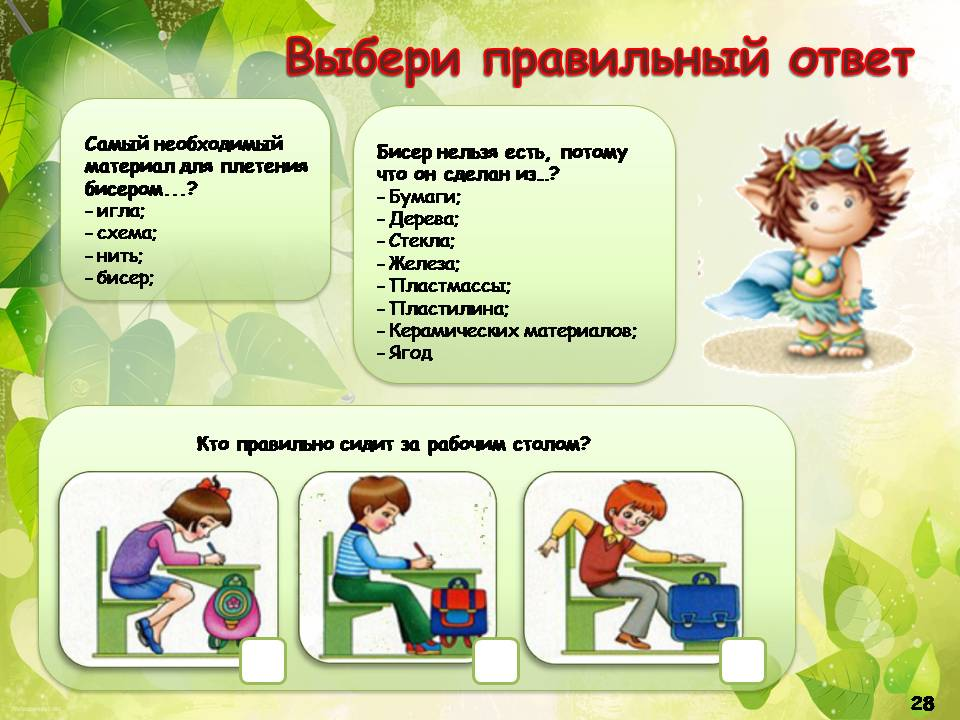 Выбери правильный ответ
Самый необходимый
материал для плетения
бисером...?
- игла;
- схема;
- нить;
- бисер;
Бисер нельзя есть, потому
что он сделан из...?
- Бумаги;
- Дерева;
- Стекла;
- Железа;
- Пластмассы;
- Пластилина;
- Керамических материалов;
- Ягод
Кто правильно сидит за рабочим столом?
28